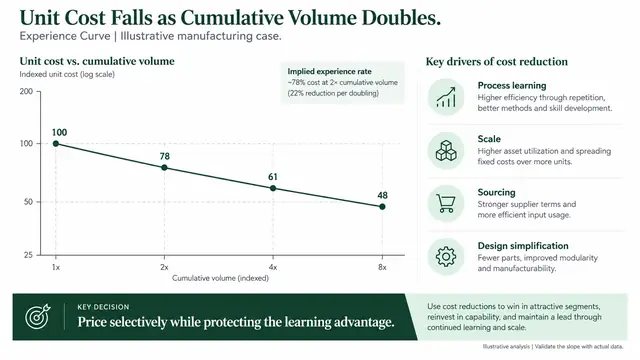 Unit Cost Falls as Cumulative Volume Doubles.
Experience Curve | Illustrative manufacturing case.
Unit cost vs. cumulative volume
Indexed unit cost (log scale)
Implied experience rate
~78% cost at 2× cumulative volume
(22% reduction per doubling)
200
100
50
25
100
78
61
48
1x
2x
4x
8x
Cumulative volume (indexed)
Key drivers of cost reduction
Process learning
Higher efficiency through repetition,
better methods and skill development.
Scale
Higher asset utilization and spreading
fixed costs over more units.
Sourcing
Stronger supplier terms and
more efficient input usage.
Design simplification
Fewer parts, improved modularity
and manufacturability.
KEY DECISION
Price selectively while protecting the learning advantage.
Use cost reductions to win in attractive segments,
reinvest in capability, and maintain a lead through
continued learning and scale.
Illustrative analysis | Validate the slope with actual data.